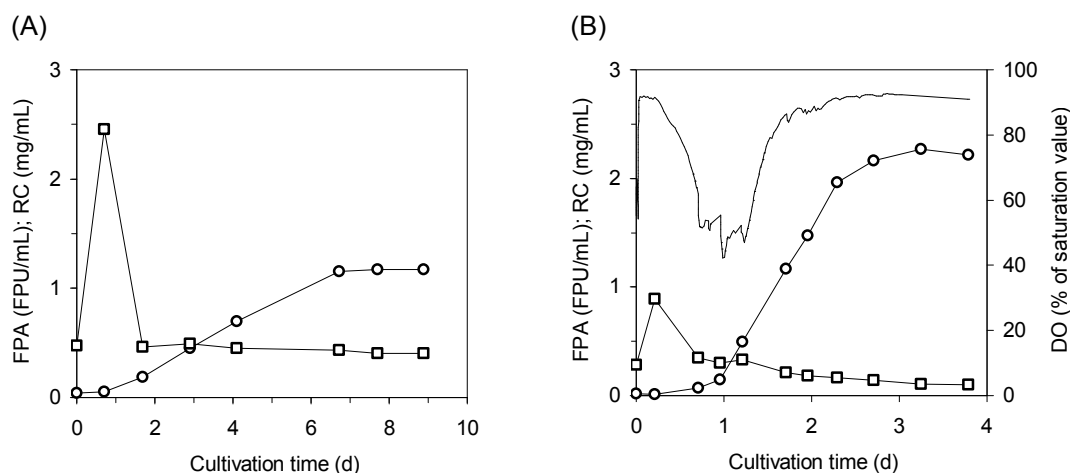 (A)
3
2
1
0
FPA (FPU/mL); RC (mg/mL)
0 2 4 6 8 10
Cultivation time (d)
(B)
3
2
1
0
FPA (FPU/mL); RC (mg/mL)
100
80
60
40
20
0
DO (% of saturation value)
0 1 2 3 4
Cultivation time (d)